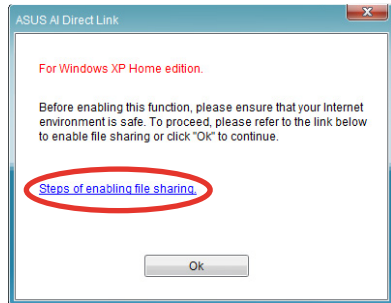 ASUS AI Direct Link
For Windows XP Home edition.
Before enabling this function, please ensure that your Internet
environment is safe. To proceed, please refer to the link below
to enable file sharing or click "Ok" to continue.
Steps of enabling file sharing.
Ok